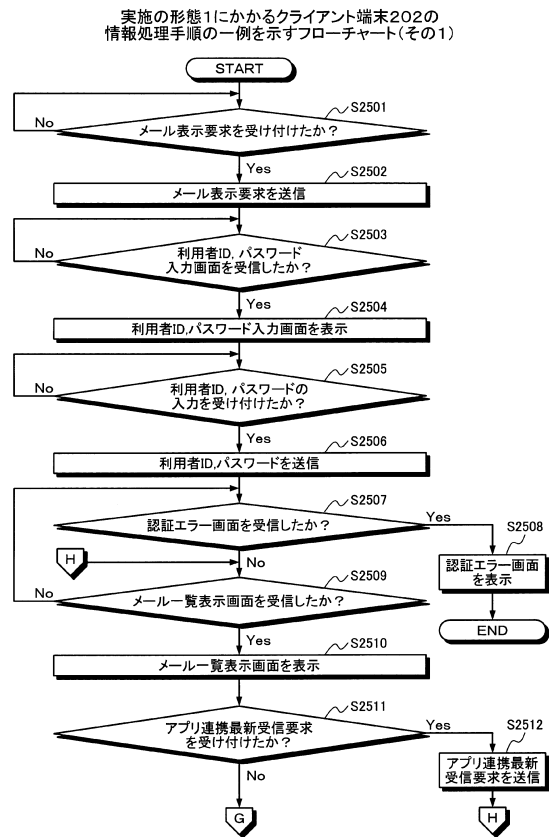 実施の形態1にかかるクライアント端末202の
情報処理手順の一例を示すフローチャート(その1)
START
S2501
メール表示要求を受け付けたか？
No
Yes
S2502
メール表示要求を送信
S2503
利用者ID, パスワード
入力画面を受信したか？
No
Yes
S2504
利用者ID,パスワード入力画面を表示
S2505
利用者ID, パスワードの
入力を受け付けたか？
No
Yes
S2506
利用者ID,パスワードを送信
S2507
認証エラー画面を受信したか？
Yes
No
S2508
認証エラー画面
を表示
END
H
S2509
メール一覧表示画面を受信したか？
No
Yes
S2510
メール一覧表示画面を表示
S2511
アプリ連携最新受信要求
を受け付けたか？
Yes
No
S2512
アプリ連携最新
受信要求を送信
G
H